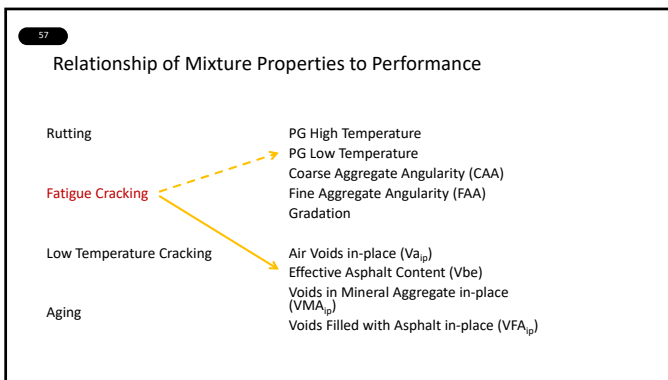 57
Relationship of Mixture Properties to Performance
Rutting
Fatigue Cracking
Low Temperature Cracking
Aging
PG High Temperature
PG Low Temperature
Coarse Aggregate Angularity (CAA)
Fine Aggregate Angularity (FAA)
Gradation
Air Voids in-place (Vaip)
Effective Asphalt Content (Vbe)
Voids in Mineral Aggregate in-place
(VMAip)
Voids Filled with Asphalt in-place (VFAip)